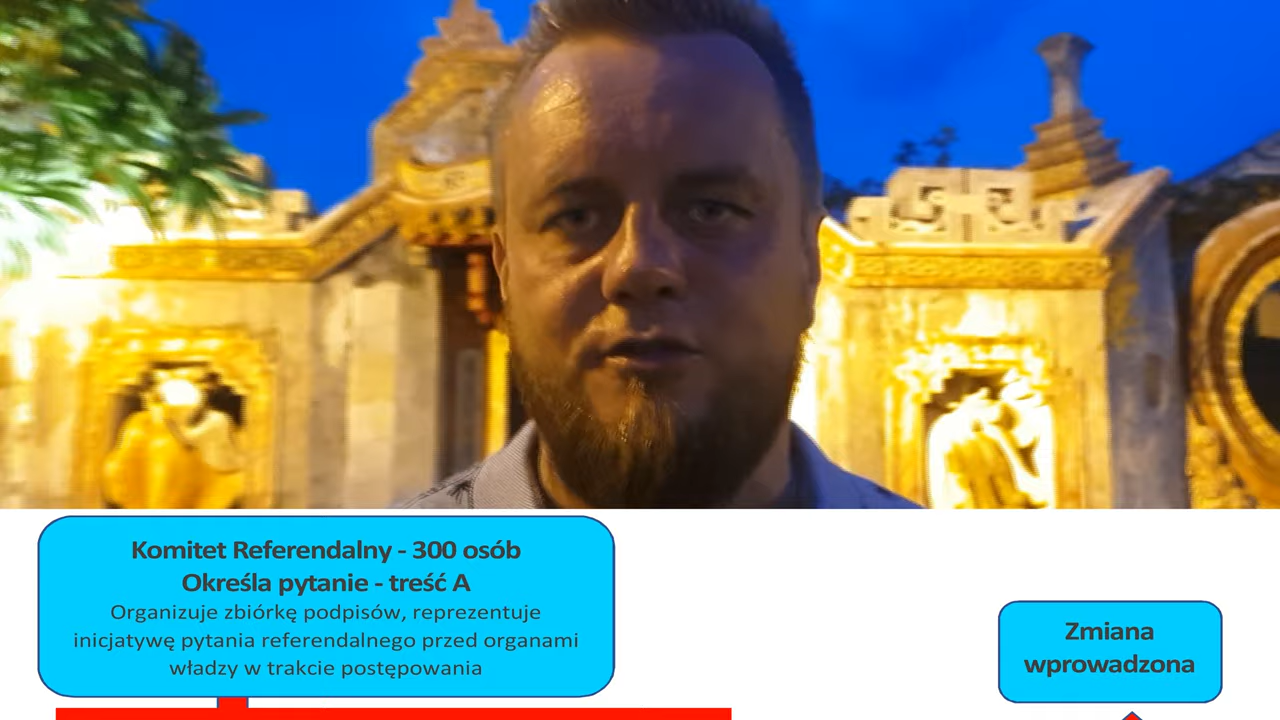 Komitet Referendalny - 300 osób
Określa pytanie - treść A
Organizuje zbiórkę podpisów, reprezentuje
inicjatywę pytania referendalnego przed organami
władzy w trakcie postępowania
Zmiana
wprowadzona